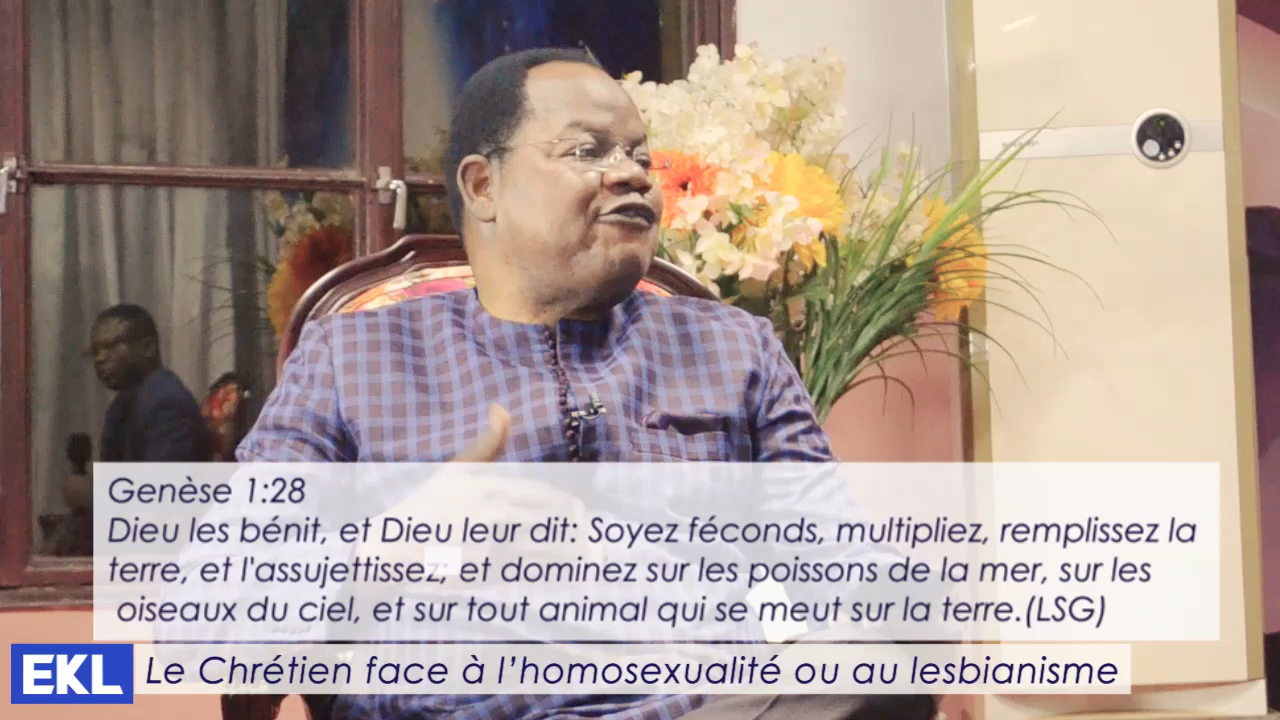 Genèse 1:28
Dieu les bénit, et Dieu leur dit: Soyez féconds, multipliez, remplissez la
terre, et l'assujettissez; et dominez sur les poissons de la mer, sur les
oiseaux du ciel, et sur tout animal qui se meut sur la terre.(LSG)
EKL Le Chrétien face à l’homosexualité ou au lesbianisme